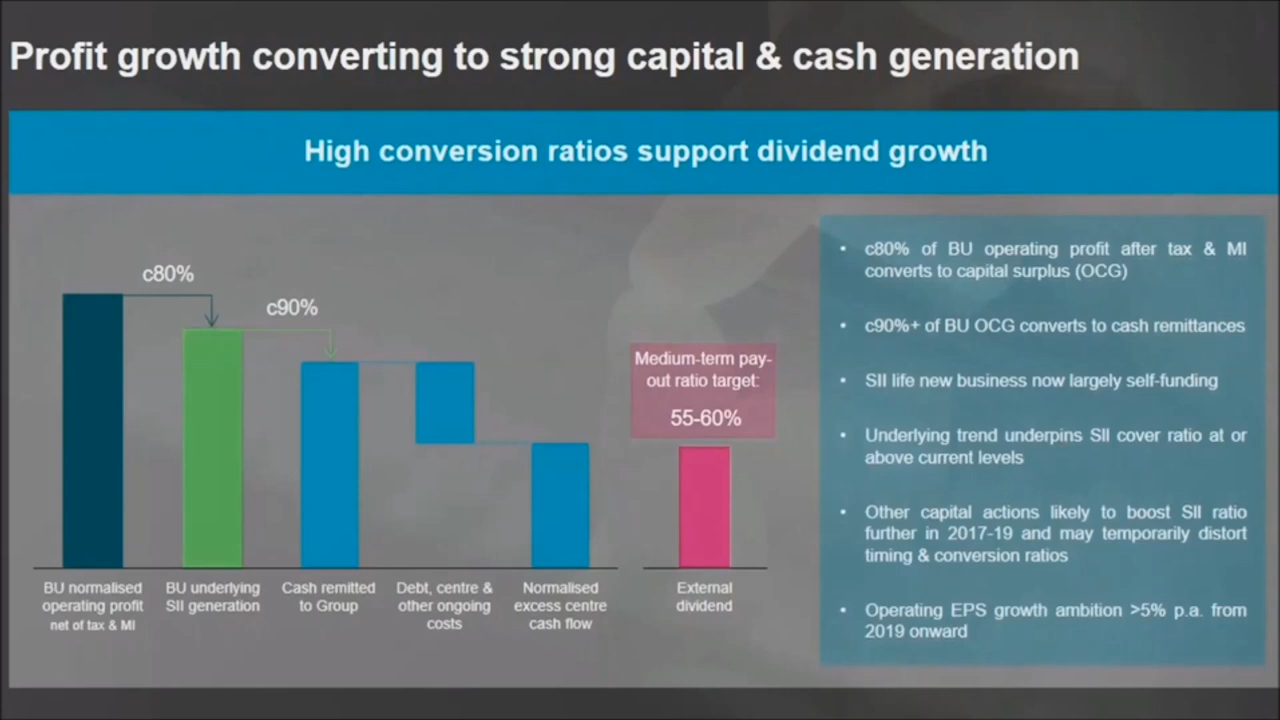 Profit growth converting to strong capital & cash generation
High conversion ratios support dividend growth
c80%
c90%
Medium-term pay-
out ratio target:
55-60%
BU normalised
operating profit
net of tax & MI
BU underlying
SII generation
Cash remitted
to Group
Debt, centre &
other ongoing
costs
Normalised
excess centre
cash flow
External
dividend
• c80% of BU operating profit after tax & MI
converts to capital surplus (OCG)
• c90%+ of BU OCG converts to cash remittances
• SII life new business now largely self-funding
• Underlying trend underpins SII cover ratio at or
above current levels
• Other capital actions likely to boost SII ratio
further in 2017-19 and may temporarily distort
timing & conversion ratios
• Operating EPS growth ambition >5% p.a. from
2019 onward